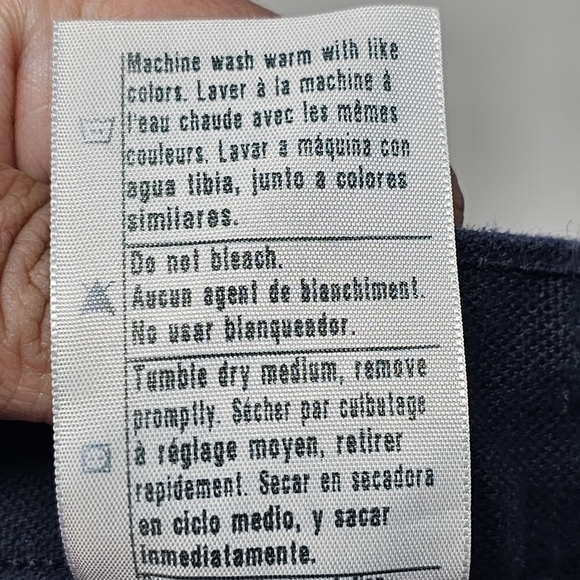 Machine wash warm with like
colors. Laver à la machine à
l'eau chaude avec les mêmes
couleurs. Lavar a máquina con
agua tibia, junto a colores
similares.
Do not bleach.
Aucun agent de blanchiment.
No usar blanqueador.
Tumble dry medium, remove
promptly. Sécher par culbutage
à réglage moyen, retirer
rapidement. Secar en secadora
en ciclo medio, y sacar
inmediatamente.